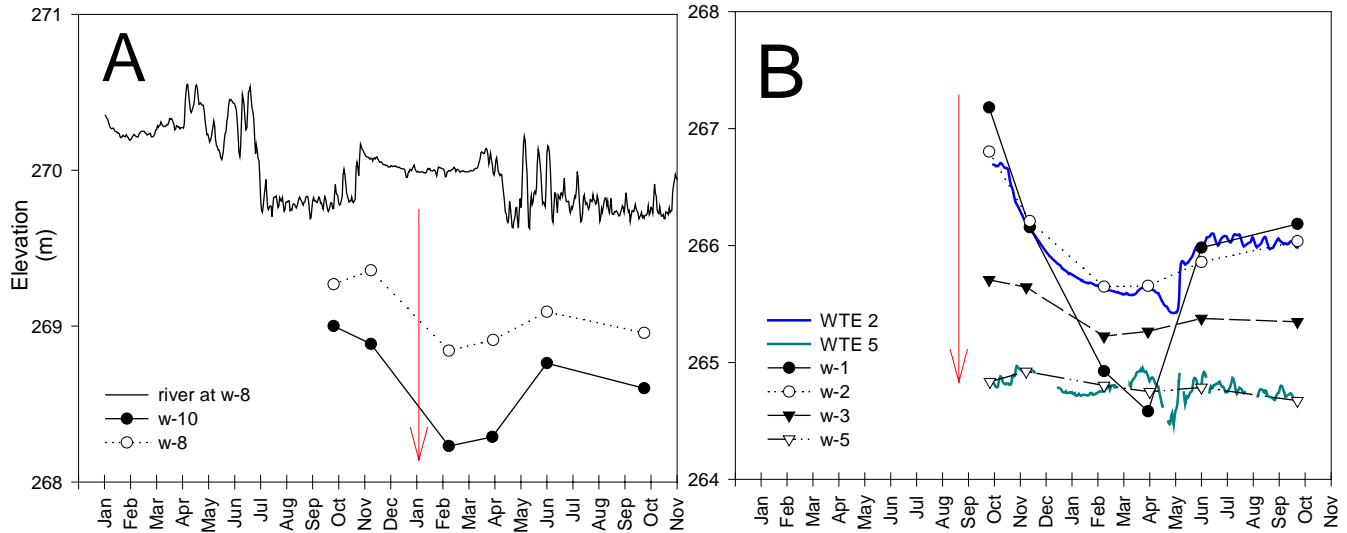 A
271
270
269
268
Elevation
(m)
river at w-8
w-10
w-8
Jan Feb Mar Apr May Jun Jul Aug Sep Oct Nov Dec Jan Feb Mar Apr May Jun Jul Aug Sep Oct Nov
B
268
267
266
265
264
WTE 2
WTE 5
w-1
w-2
w-3
w-5
Jan Feb Mar Apr May Jun Jul Aug Sep Oct Nov Dec Jan Feb Mar Apr May Jun Jul Aug Sep Oct Nov